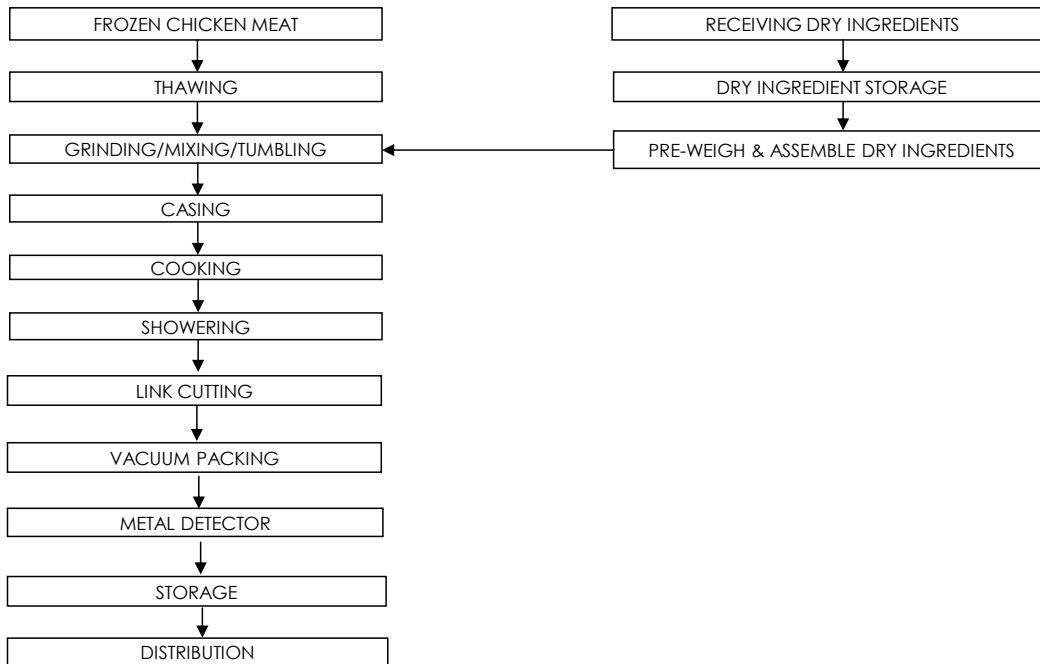 FROZEN CHICKEN MEAT
THAWING
GRINDING/MIXING/TUMBLING
CASING
COOKING
SHOWERING
LINK CUTTING
VACUUM PACKING
METAL DETECTOR
STORAGE
DISTRIBUTION
RECEIVING DRY INGREDIENTS
DRY INGREDIENT STORAGE
PRE-WEIGH & ASSEMBLE DRY INGREDIENTS